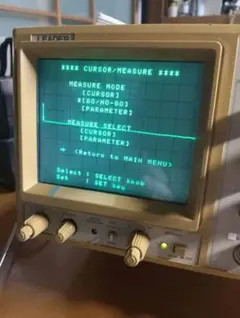 LEADER
#### CURSOR/MEASURE ####
MEASURE MODE
[CURSOR]
#[GO/NO-GO]
[PARAMETER]
MEASURE SELECT
[CURSOR]
[PARAMETER]
<Return to MAIN MENU>
Select : SELECT knob
Set : SET key